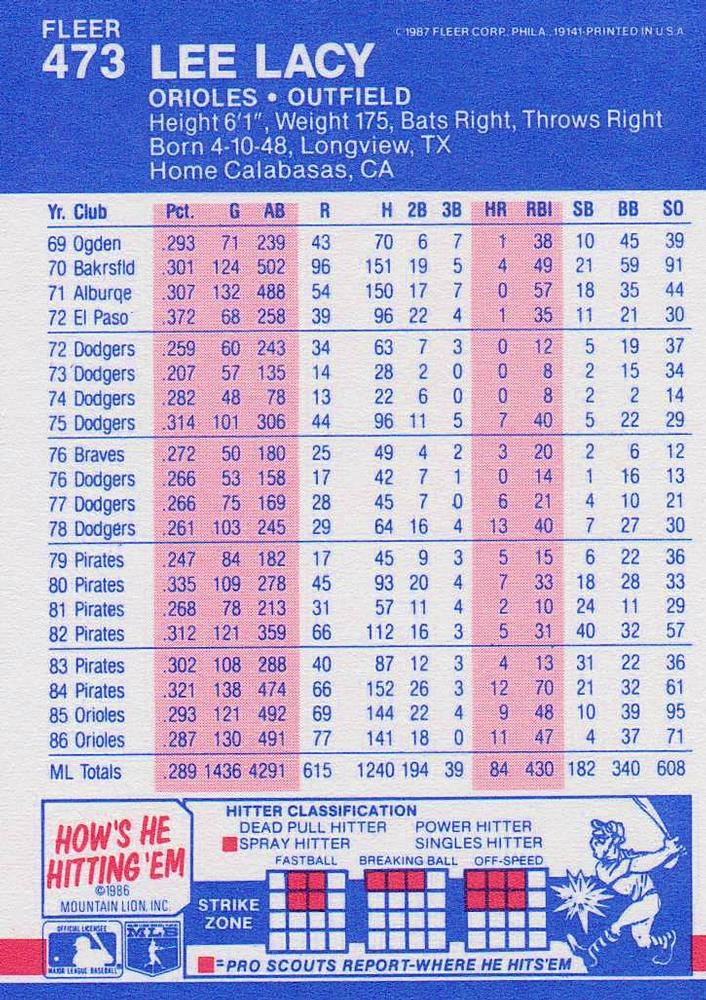 FLEER
473 LEE LACY
© 1987 FLEER CORP. PHILA. 19141-PRINTED IN U S A
ORIOLES • OUTFIELD
Height 6'1", Weight 175, Bats Right, Throws Right
Born 4-10-48, Longview, TX
Home Calabasas, CA
Yr. Club Pct. G AB R H 2B 3B HR RBI SB BB SO
69 Ogden .293 71 239 43 70 6 7 1 38 10 45 39
70 Bakrsfld .301 124 502 96 151 19 5 4 49 21 59 91
71 Alburqe .307 132 488 54 150 17 7 0 57 18 35 44
72 El Paso .372 68 258 39 96 22 4 1 35 11 21 30
72 Dodgers .259 60 243 34 63 7 3 0 12 5 19 37
73 Dodgers .207 57 135 14 28 2 0 0 8 2 15 34
74 Dodgers .282 48 78 13 22 6 0 0 8 2 2 14
75 Dodgers .314 101 306 44 96 11 5 7 40 5 22 29
76 Braves .272 50 180 25 49 4 2 3 20 2 6 12
76 Dodgers .266 53 158 17 42 7 1 0 14 1 16 13
77 Dodgers .266 75 169 28 45 7 0 6 21 4 10 21
78 Dodgers .261 103 245 29 64 16 4 13 40 7 27 30
79 Pirates .247 84 182 17 45 9 3 5 15 6 22 36
80 Pirates .335 109 278 45 93 20 4 7 33 18 28 33
81 Pirates .268 78 213 31 57 11 4 2 10 24 11 29
82 Pirates .312 121 359 66 112 16 3 5 31 40 32 57
83 Pirates .302 108 288 40 87 12 3 4 13 31 22 36
84 Pirates .321 138 474 66 152 26 3 12 70 21 32 61
85 Orioles .293 121 492 69 144 22 4 9 48 10 39 95
86 Orioles .287 130 491 77 141 18 0 11 47 4 37 71
ML Totals .289 1436 4291 615 1240 194 39 84 430 182 340 608
HOW'S HE
HITTING 'EM
©1986
MOUNTAIN LION, INC.
OFFICIAL LICENSEE
MAJOR LEAGUE BASEBALL
MLB
HITTER CLASSIFICATION
DEAD PULL HITTER POWER HITTER
SPRAY HITTER SINGLES HITTER
FASTBALL BREAKING BALL OFF-SPEED
STRIKE
ZONE
=PRO SCOUTS REPORT-WHERE HE HITS'EM